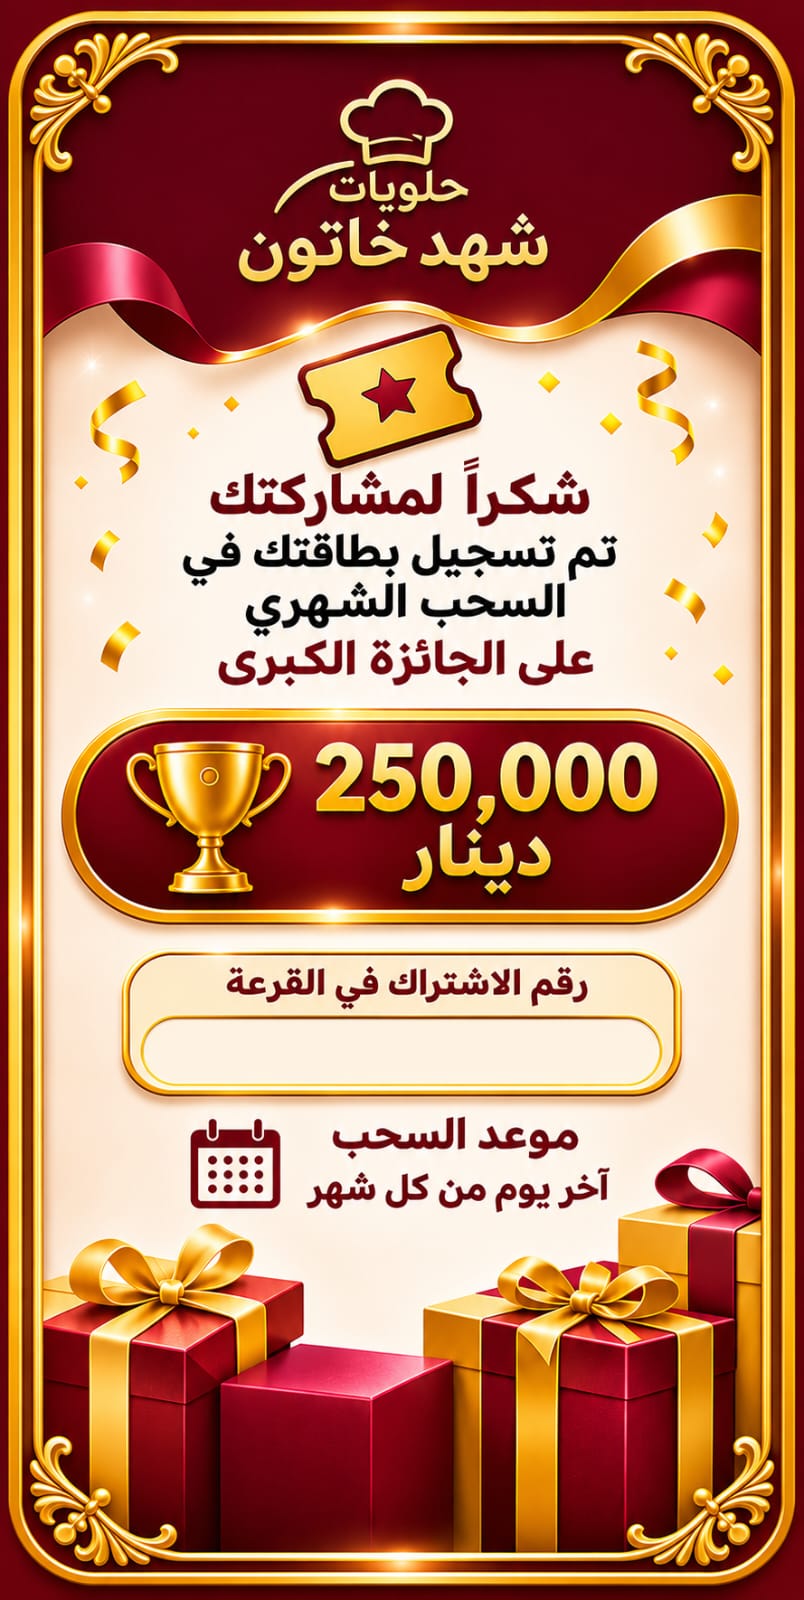 حلويات
شهد خاتون
شكراً لمشاركتك
تم تسجيل بطاقتك في
السحب الشهري
على الجائزة الكبرى
250,000
دينار
رقم الاشتراك في القرعة
موعد السحب
آخر يوم من كل شهر